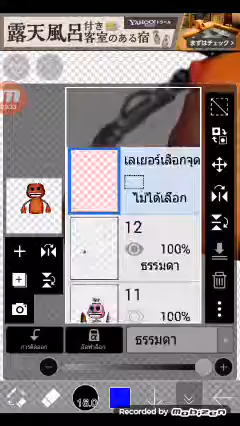 露天風呂付き客室のある宿
YAHOO!トラベル
まずはチェック
เลเยอร์เลือกจุด
ไม่ได้เลือก
12
100%
ธรรมดา
11
100%
ธรรมดา
16.0
Recorded by Mobizen